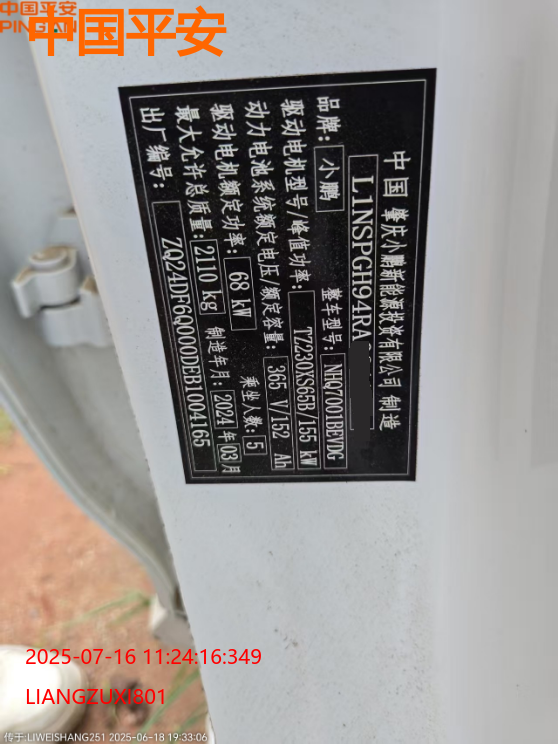 中国平安
PINGAN
中国平安
中国 肇庆小鹏新能源投资有限公司 制造
L1NSPGH94RA
品牌：小鹏 整车型号：NHQ7001BEVDG
驱动电机型号/峰值功率：TZ230XS65B/155 kW
动力电池系统额定电压/额定容量：365 V/152 Ah
驱动电机额定功率：68 kW 乘坐人数：5
最大允许总质量：2110 kg 制造年月：2024年03月
出厂编号：ZQ24DF6Q000DEB1004165
2025-07-16 11:24:16:349
LIANGZUXI801
传于:LIWEISHANG251 2025-06-18 19:33:06